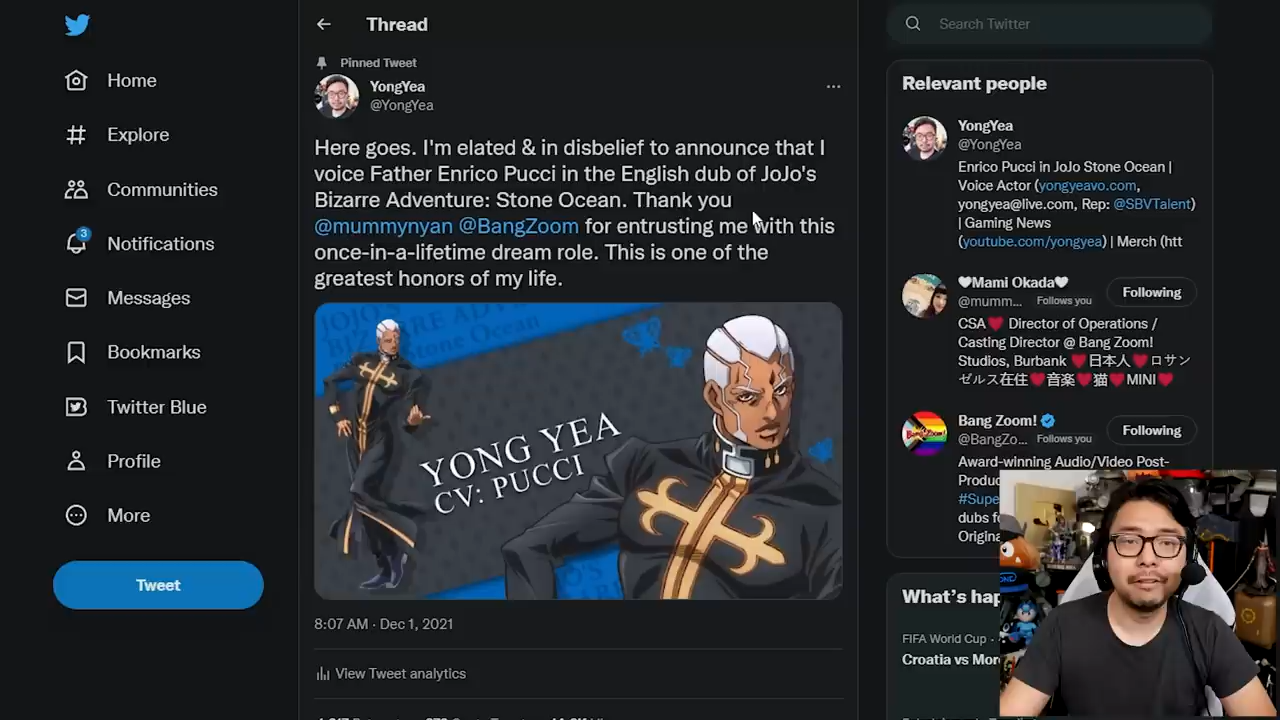 Home
Explore
Communities
3
Notifications
Messages
Bookmarks
Twitter Blue
Profile
More
Tweet
Thread
Pinned Tweet
YongYea
@YongYea
Here goes. I'm elated & in disbelief to announce that I
voice Father Enrico Pucci in the English dub of JoJo's
Bizarre Adventure: Stone Ocean. Thank you
@mummynyan @BangZoom for entrusting me with this
once-in-a-lifetime dream role. This is one of the
greatest honors of my life.
YONG YEA
CV: PUCCI
8:07 AM · Dec 1, 2021
View Tweet analytics
Search Twitter
Relevant people
YongYea
@YongYea
Enrico Pucci in JoJo Stone Ocean |
Voice Actor (yongyeavo.com,
yongyea@live.com, Rep: @SBVTalent)
| Gaming News
(youtube.com/yongyea) | Merch (htt
🤍Mami Okada🤍
@mumm... Follows you
Following
CSA❤️ Director of Operations /
Casting Director @ Bang Zoom!
Studios, Burbank ❤️日本人❤️ロサン
ゼルス在住❤️音楽❤️猫❤️MINI❤️
Bang Zoom!
@BangZo... Follows you
Following
Award-winning Audio/Video Post-
Produc
#Supe
dubs fo
Origina
What's hap
FIFA World Cup ·
Croatia vs Mor